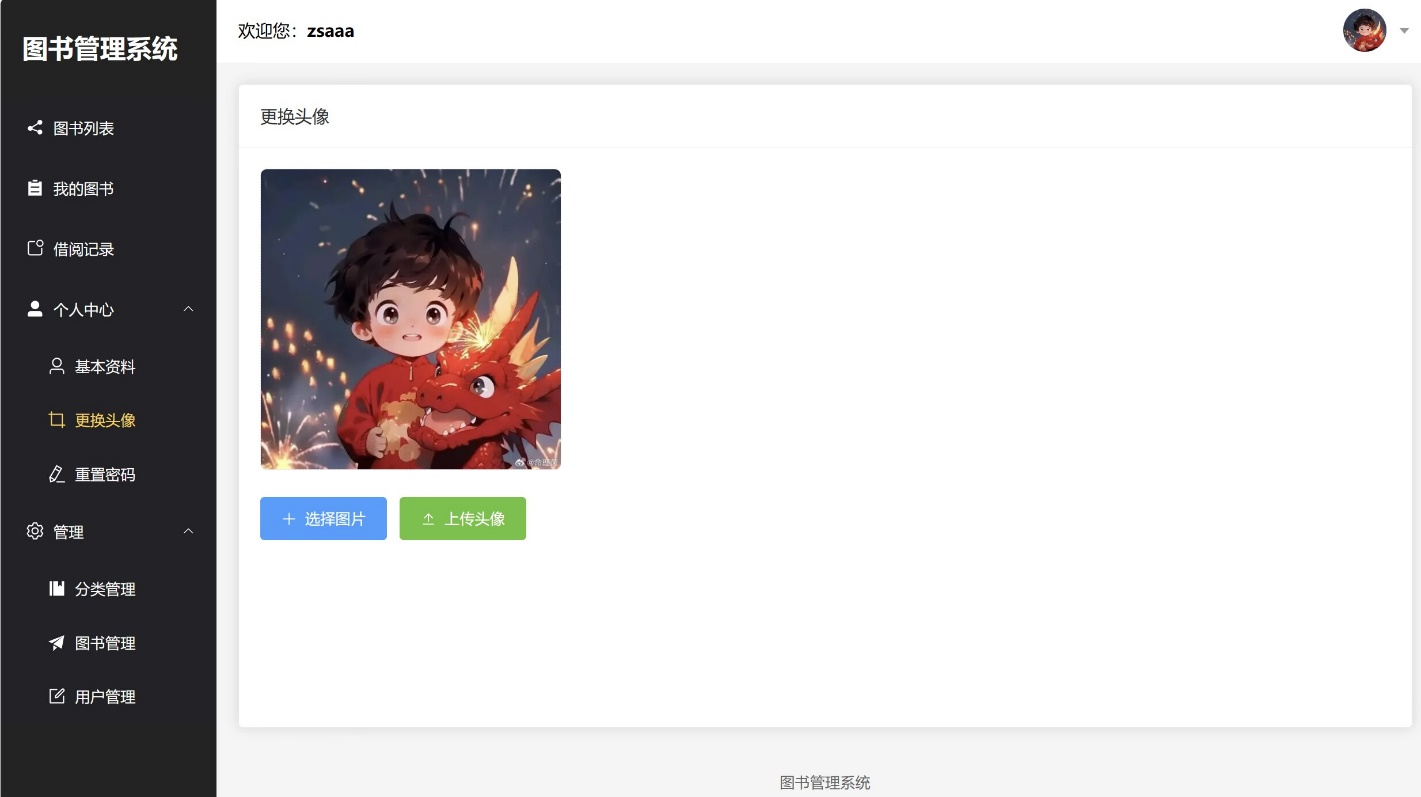 图书管理系统
欢迎您：zsaaa
图书列表
我的图书
借阅记录
个人中心
基本资料
更换头像
重置密码
管理
分类管理
图书管理
用户管理
更换头像
选择图片
上传头像
图书管理系统